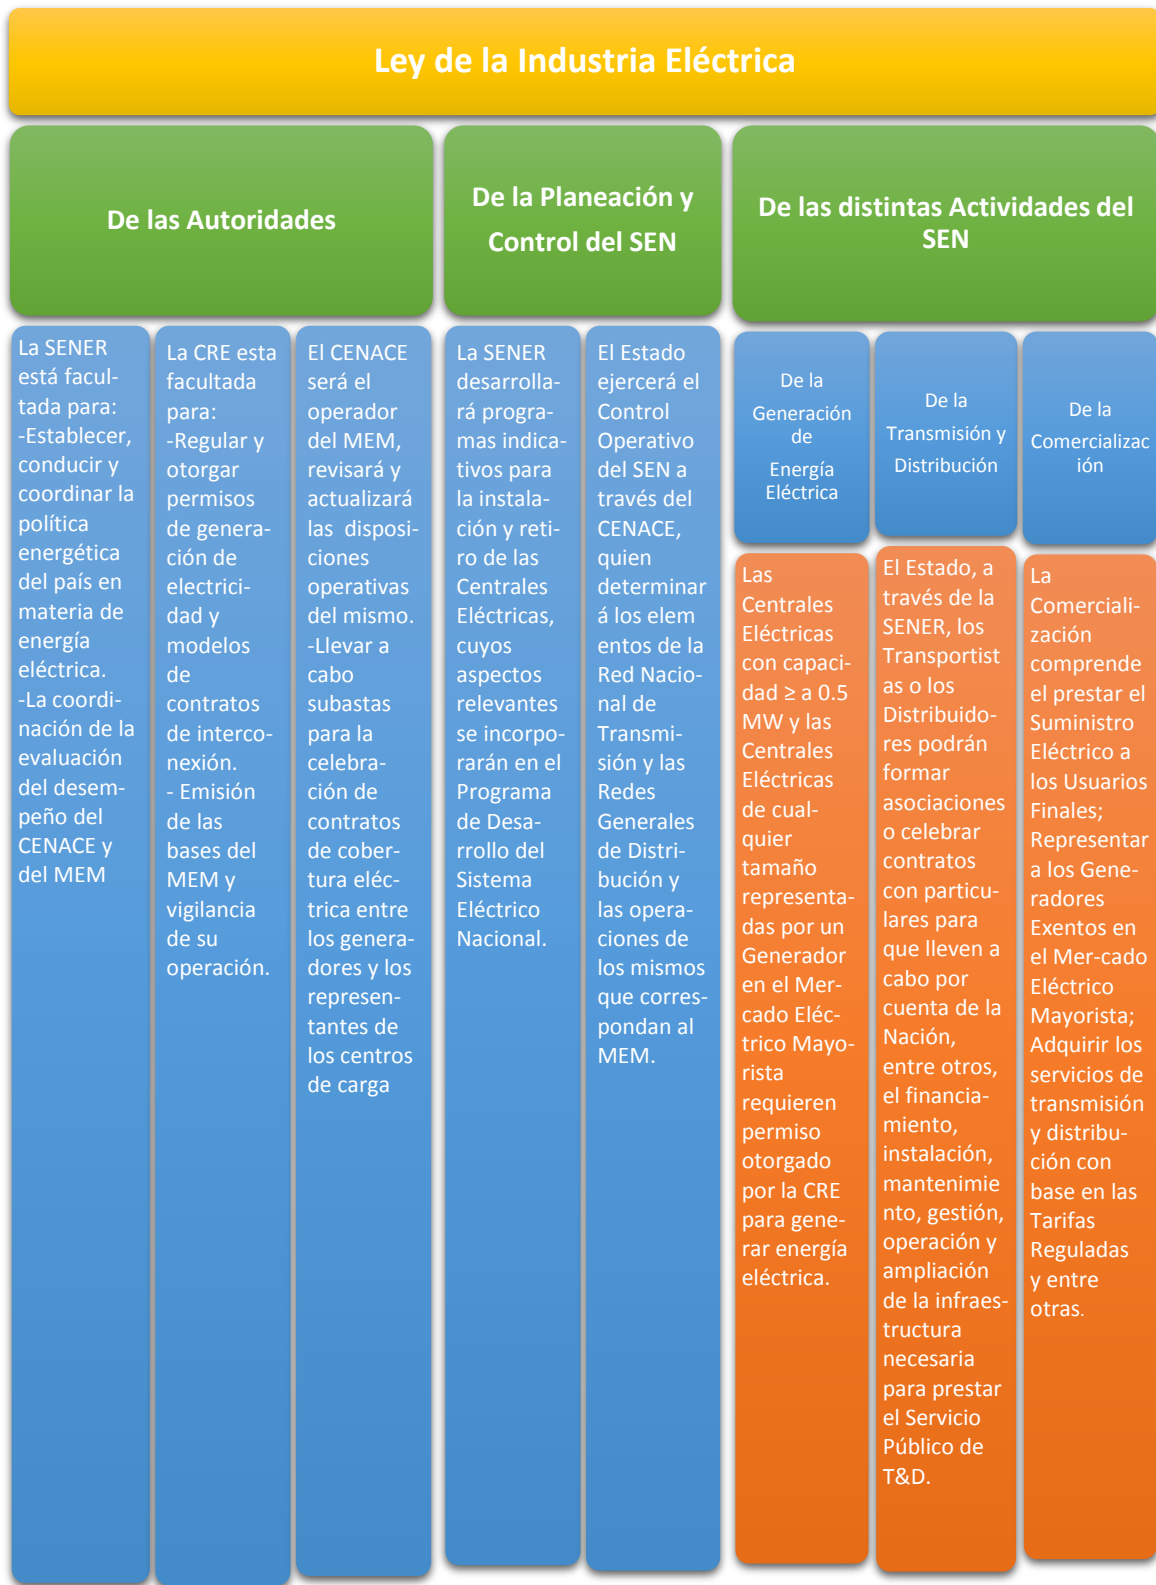 Ley de la Industria Eléctrica
De las Autoridades
La SENER
está facul-
tada para:
-Establecer,
conducir y
coordinar la
política
energética
del país en
materia de
energía
eléctrica.
-La coordi-
nación de la
evaluación
del desem-
peño del
CENACE y
del MEM
La CRE esta
facultada
para:
-Regular y
otorgar
permisos
de genera-
ción de
electrici-
dad y
modelos
de
contratos
de interco-
nexión.
- Emisión
de las
bases del
MEM y
vigilancia
de su
operación.
El CENACE
será el
operador
del MEM,
revisará y
actualizará
las disposi-
ciones
operativas
del mismo.
-Llevar a
cabo
subastas
para la
celebra-
ción de
contratos
de cober-
tura eléc-
trica entre
los genera-
dores y los
represen-
tantes de
los centros
de carga
De la Planeación y
Control del SEN
La SENER
desarrolla-
rá progra-
mas indica-
tivos para
la instala-
ción y reti-
ro de las
Centrales
Eléctricas,
cuyos
aspectos
relevantes
se incorpo-
rarán en el
Programa
de Desa-
rrollo del
Sistema
Eléctrico
Nacional.
El Estado
ejercerá el
Control
Operativo
del SEN a
través del
CENACE,
quien
determinar
á los elem
entos de la
Red Nacio-
nal de
Transmi-
sión y las
Redes
Generales
de Distri-
bución y
las opera-
ciones de
los mismos
que corres-
pondan al
MEM.
De las distintas Actividades del
SEN
De la
Generación
de
Energía
Eléctrica
Las
Centrales
Eléctricas
con capaci-
dad ≥ a 0.5
MW y las
Centrales
Eléctricas
de cual-
quier
tamaño
representa-
das por un
Generador
en el Mer-
cado Eléc-
trico Mayo-
rista
requieren
permiso
otorgado
por la CRE
para gene-
rar energía
eléctrica.
De la
Transmisión y
Distribución
El Estado, a
través de la
SENER, los
Transportist
as o los
Distribuido-
res podrán
formar
asociaciones
o celebrar
contratos
con particu-
lares para
que lleven a
cabo por
cuenta de la
Nación,
entre otros,
el financia-
miento,
instalación,
mantenimie
nto, gestión,
operación y
ampliación
de la infraes-
tructura
necesaria
para prestar
el Servicio
Público de
T&D.
De la
Comercializac
ión
La
Comerciali-
zación
comprende
el prestar el
Suministro
Eléctrico a
los Usuarios
Finales;
Representar
a los Gene-
radores
Exentos en
el Mer-cado
Eléctrico
Mayorista;
Adquirir los
servicios de
transmisión
y distribu-
ción con
base en las
Tarifas
Reguladas
y entre
otras.